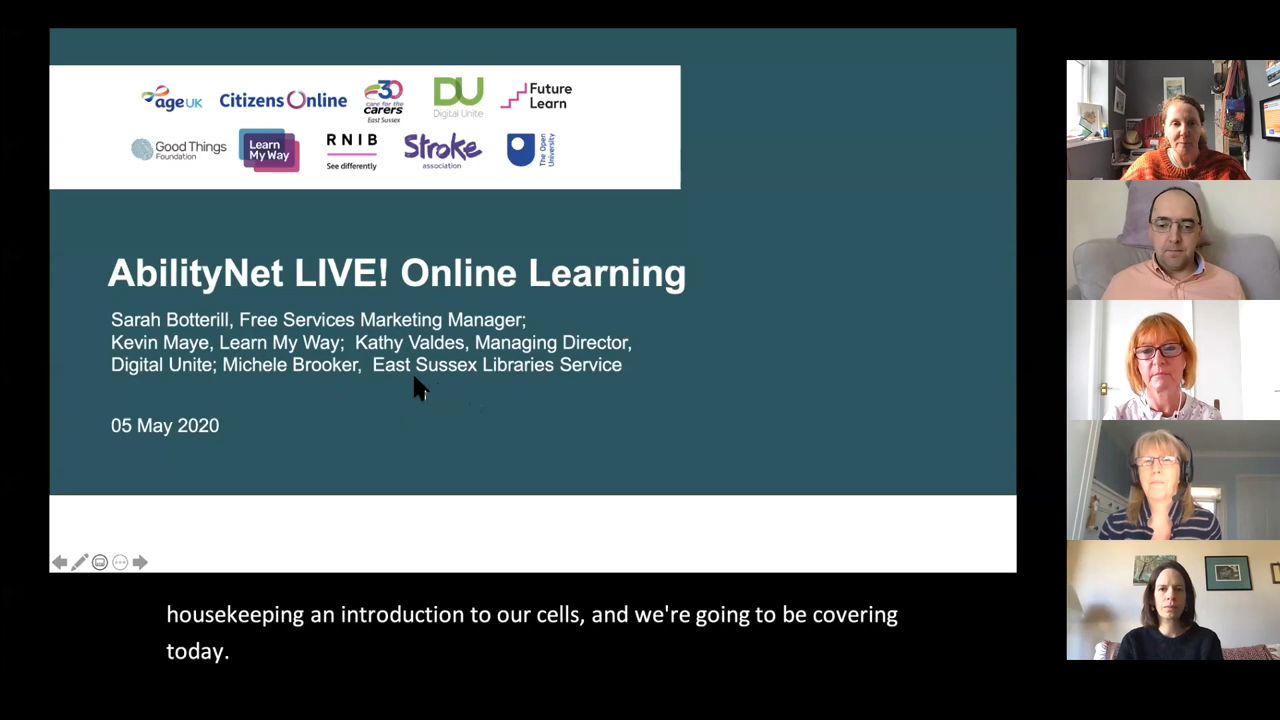 age UK
Citizens Online
30
care for the
carers
East Sussex
DU
Digital Unite
Future
Learn
Good Things
Foundation
Learn
My Way
RNIB
See differently
Stroke
association
The Open
University
AbilityNet LIVE! Online Learning
Sarah Botterill, Free Services Marketing Manager;
Kevin Maye, Learn My Way; Kathy Valdes, Managing Director,
Digital Unite; Michele Brooker, East Sussex Libraries Service
05 May 2020
housekeeping an introduction to our cells, and we're going to be covering
today.